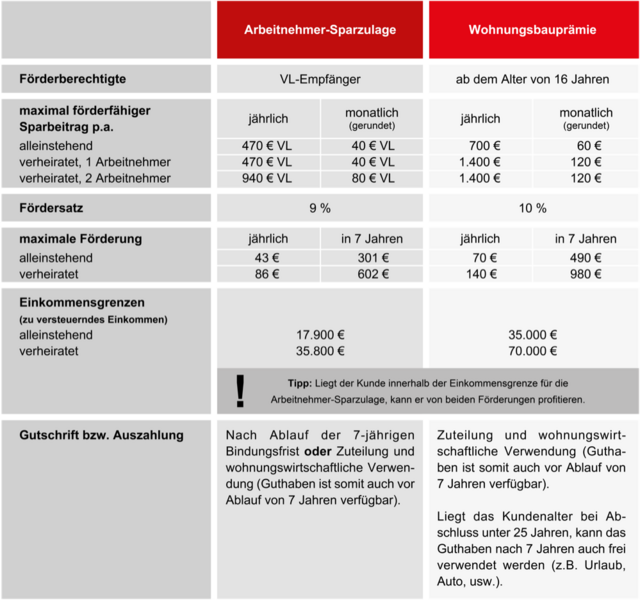 Arbeitnehmer-Sparzulage Wohnungsbauprämie
Förderberechtigte VL-Empfänger ab dem Alter von 16 Jahren
maximal förderfähiger
Sparbeitrag p.a. jährlich monatlich (gerundet) jährlich monatlich (gerundet)
alleinstehend 470 € VL 40 € VL 700 € 60 €
verheiratet, 1 Arbeitnehmer 470 € VL 40 € VL 1.400 € 120 €
verheiratet, 2 Arbeitnehmer 940 € VL 80 € VL 1.400 € 120 €
Fördersatz 9 % 10 %
maximale Förderung jährlich in 7 Jahren jährlich in 7 Jahren
alleinstehend 43 € 301 € 70 € 490 €
verheiratet 86 € 602 € 140 € 980 €
Einkommensgrenzen
(zu versteuerndes Einkommen)
alleinstehend 17.900 € 35.000 €
verheiratet 35.800 € 70.000 €
! Tipp: Liegt der Kunde innerhalb der Einkommensgrenze für die
Arbeitnehmer-Sparzulage, kann er von beiden Förderungen profitieren.
Gutschrift bzw. Auszahlung
Nach Ablauf der 7-jährigen
Bindungsfrist oder Zuteilung und
wohnungswirtschaftliche Verwen-
dung (Guthaben ist somit auch vor
Ablauf von 7 Jahren verfügbar).
Zuteilung und wohnungswirt-
schaftliche Verwendung (Gutha-
ben ist somit auch vor Ablauf von
7 Jahren verfügbar).
Liegt das Kundenalter bei Ab-
schluss unter 25 Jahren, kann das
Guthaben nach 7 Jahren auch frei
verwendet werden (z.B. Urlaub,
Auto, usw.).